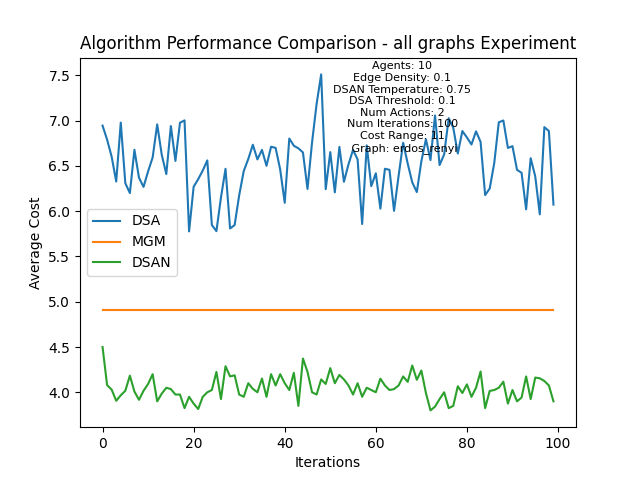 Algorithm Performance Comparison - all graphs Experiment
Agents: 10
Edge Density: 0.1
DSAN Temperature: 0.75
DSA Threshold: 0.1
Num Actions: 2
Num Iterations: 100
Cost Range: 11
Graph: erdos_renyi
7.5
7.0
6.5
6.0
5.5
5.0
4.5
4.0
Average Cost
DSA
MGM
DSAN
0
20
40
60
80
100
Iterations